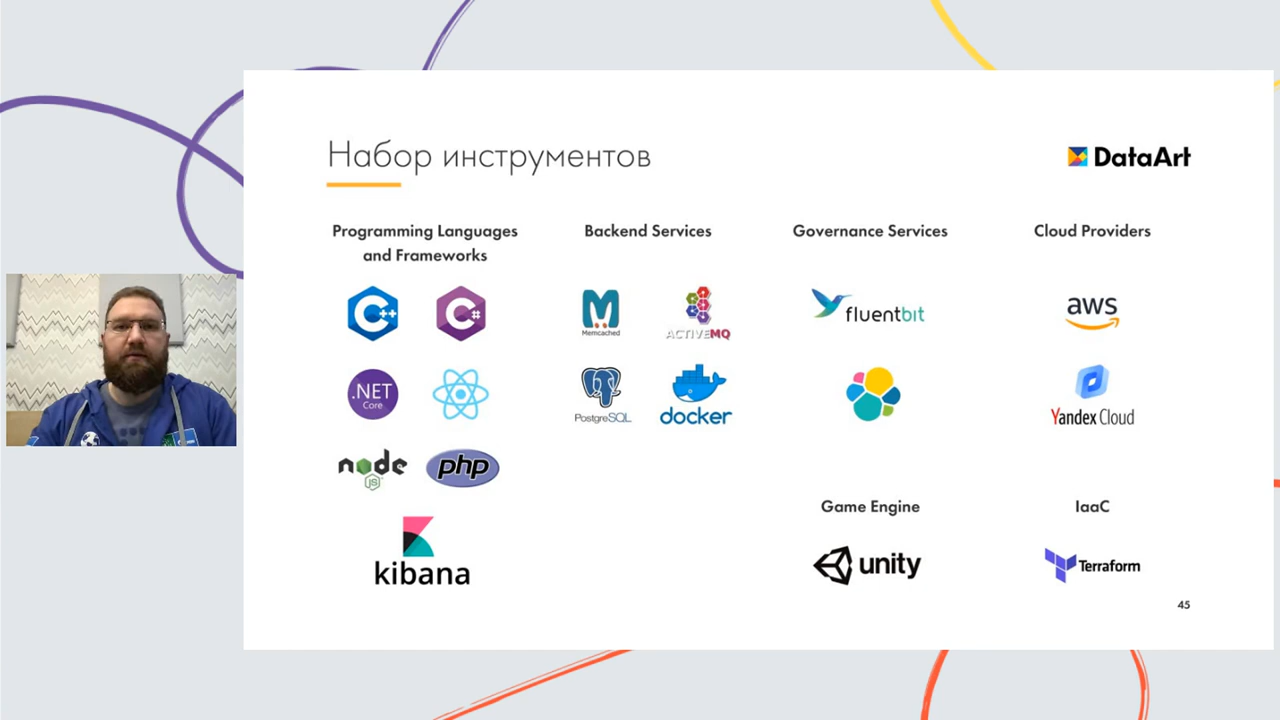 Набор инструментов
DataArt
Programming Languages
and Frameworks
Backend Services
Governance Services
Cloud Providers
C++
C#
Memcached
ACTIVEMQ
fluentbit
aws
.NET
Core
PostgreSQL
docker
Yandex Cloud
node
JS
php
Game Engine
IaaC
kibana
unity
Terraform
45